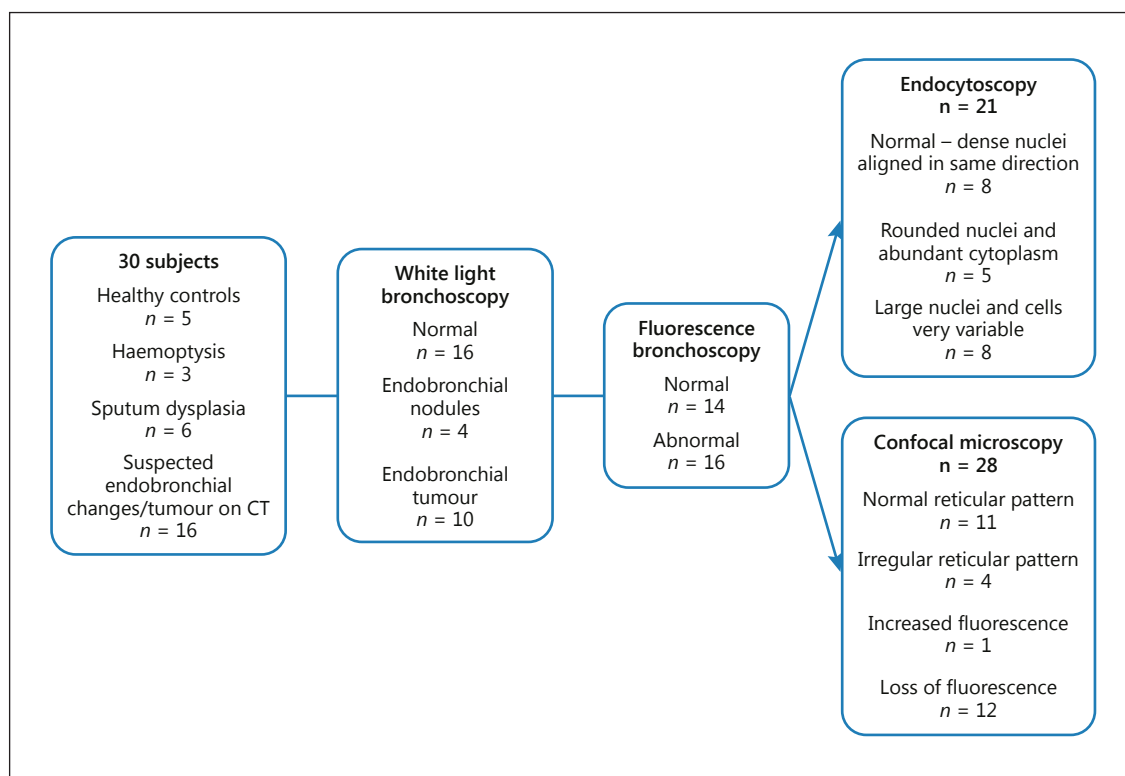 30 subjects
Healthy controls
n = 5
Haemoptysis
n = 3
Sputum dysplasia
n = 6
Suspected
endobronchial
changes/tumour on CT
n = 16
White light
bronchoscopy
Normal
n = 16
Endobronchial
nodules
n = 4
Endobronchial
tumour
n = 10
Fluorescence
bronchoscopy
Normal
n = 14
Abnormal
n = 16
Endocytoscopy
n = 21
Normal – dense nuclei
aligned in same direction
n = 8
Rounded nuclei and
abundant cytoplasm
n = 5
Large nuclei and cells
very variable
n = 8
Confocal microscopy
n = 28
Normal reticular pattern
n = 11
Irregular reticular pattern
n = 4
Increased fluorescence
n = 1
Loss of fluorescence
n = 12